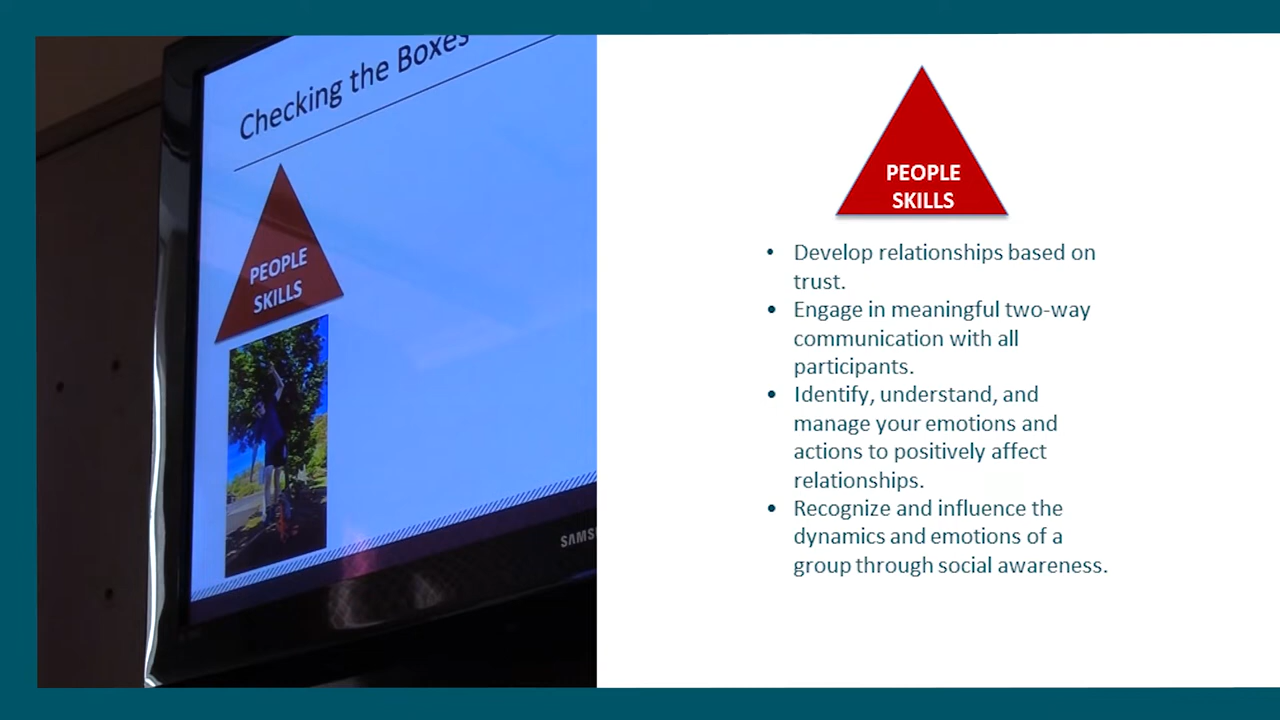 Checking the Boxes
PEOPLE
SKILLS
PEOPLE
SKILLS
• Develop relationships based on
trust.
• Engage in meaningful two-way
communication with all
participants.
• Identify, understand, and
manage your emotions and
actions to positively affect
relationships.
• Recognize and influence the
dynamics and emotions of a
group through social awareness.